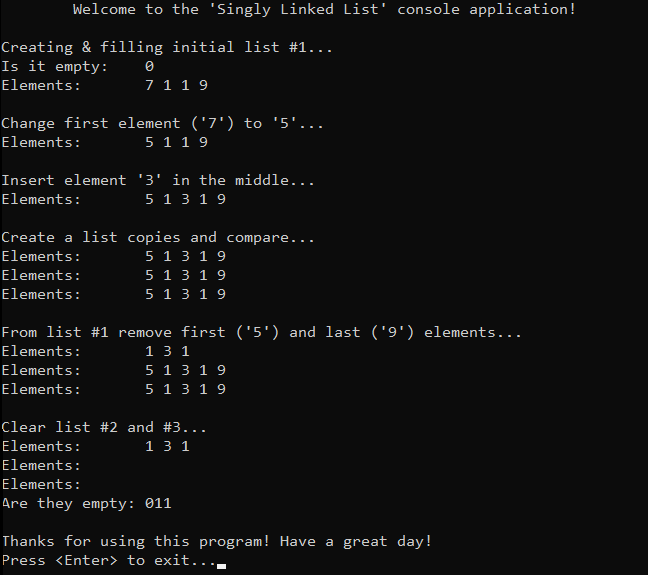 Welcome to the 'Singly Linked List' console application!
Creating & filling initial list #1...
Is it empty: 0
Elements: 7 1 1 9
Change first element ('7') to '5'...
Elements: 5 1 1 9
Insert element '3' in the middle...
Elements: 5 1 3 1 9
Create a list copies and compare...
Elements: 5 1 3 1 9
Elements: 5 1 3 1 9
Elements: 5 1 3 1 9
From list #1 remove first ('5') and last ('9') elements...
Elements: 1 3 1
Elements: 5 1 3 1 9
Elements: 5 1 3 1 9
Clear list #2 and #3...
Elements: 1 3 1
Elements:
Elements:
Are they empty: 011
Thanks for using this program! Have a great day!
Press <Enter> to exit...